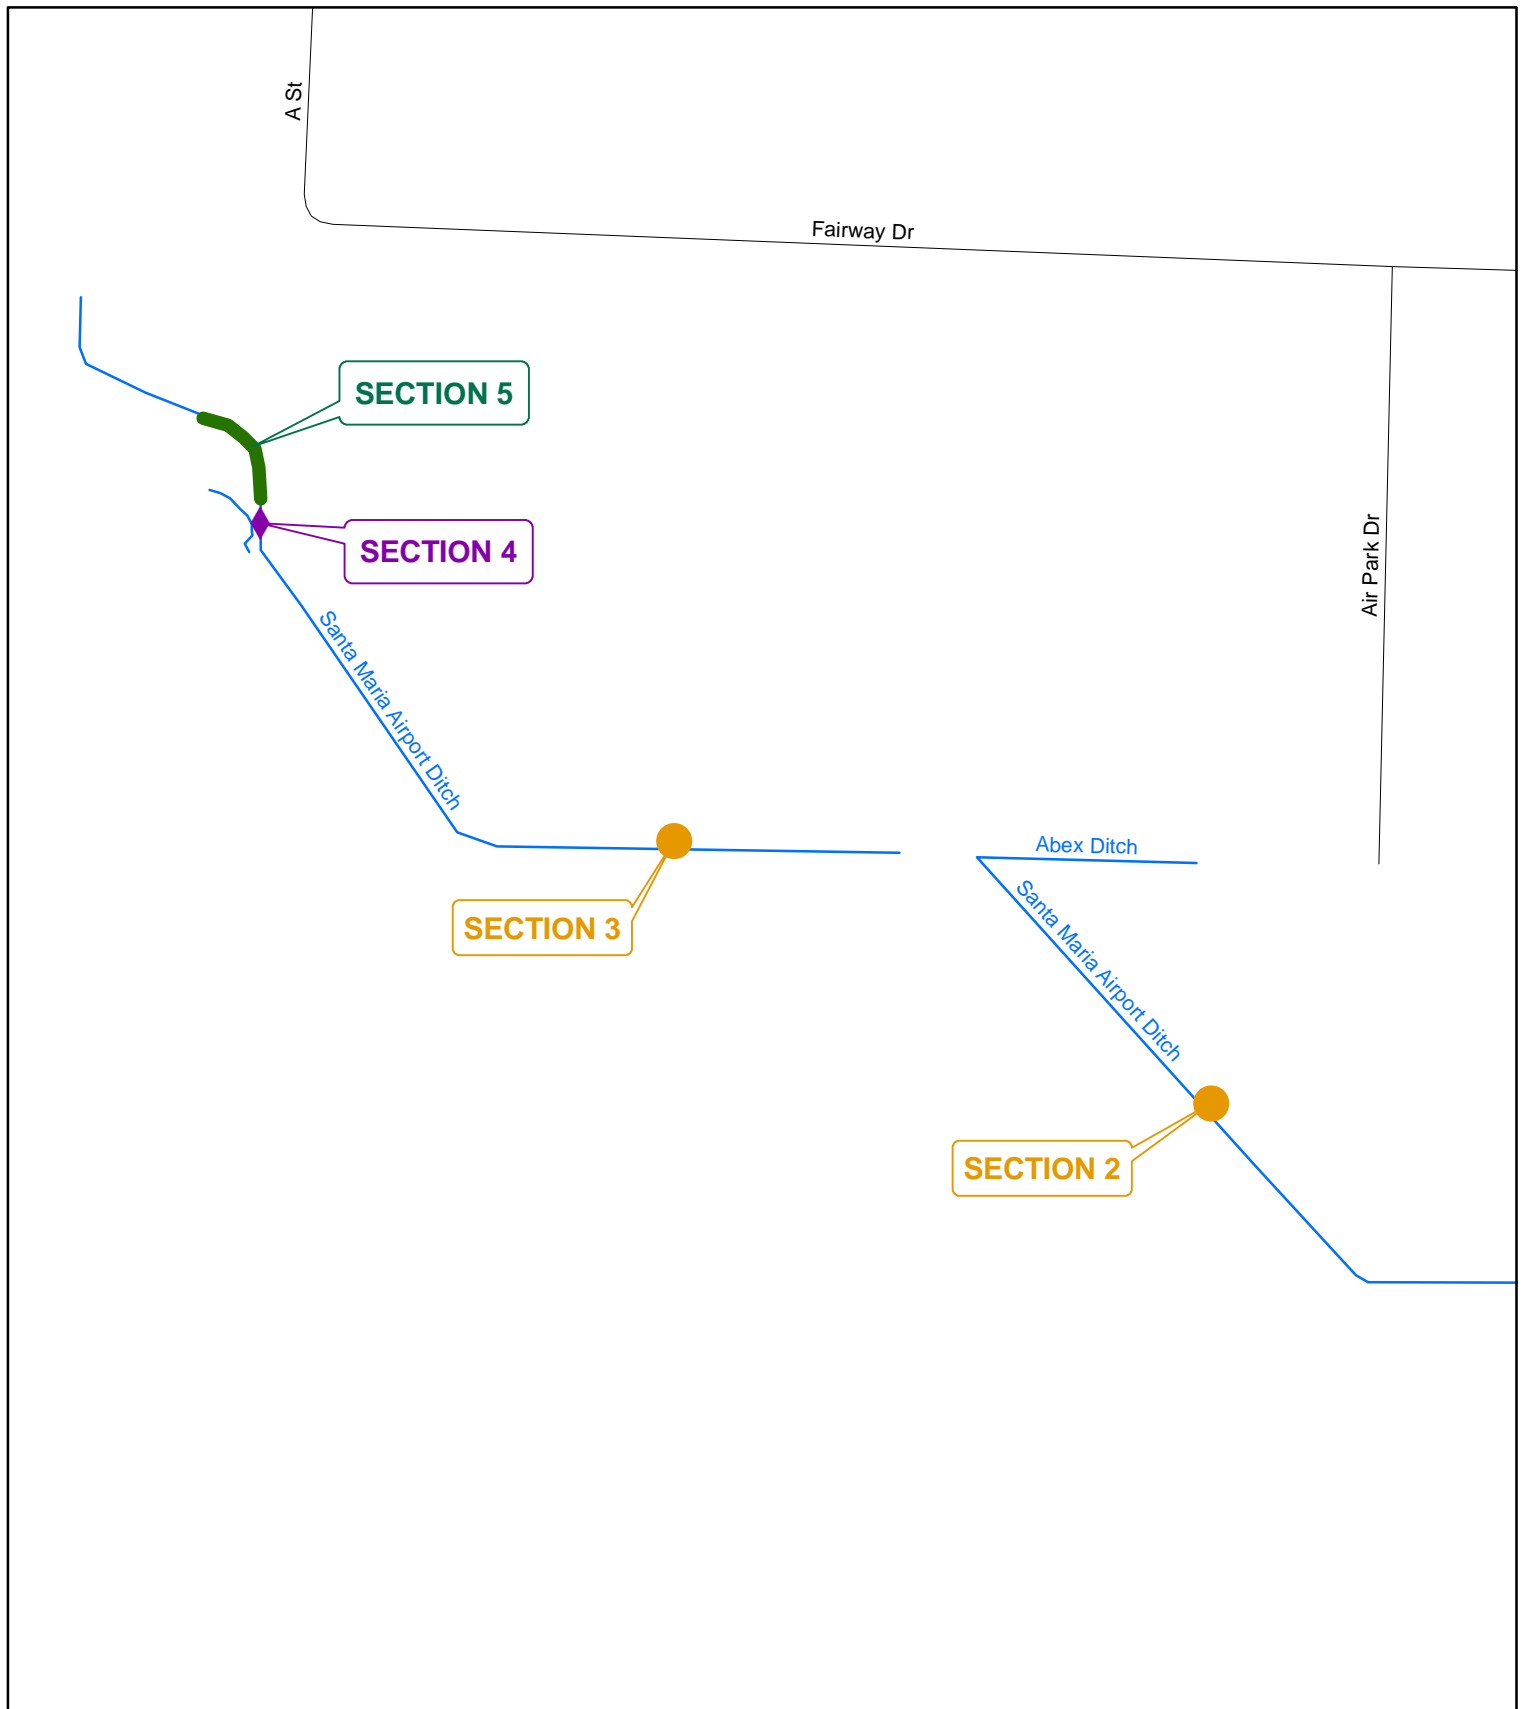 A St
Fairway Dr
SECTION 5
SECTION 4
Air Park Dr
Santa Maria Airport Ditch
Abex Ditch
SECTION 3
Santa Maria Airport Ditch
SECTION 2